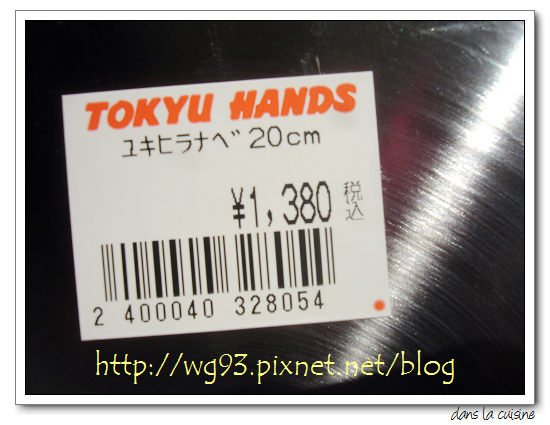 TOKYU HANDS
ユキヒラナベ 20cm
¥1,380 税込
2 400040 328054
http://wg93.pixnet.net/blog
dans la cuisine